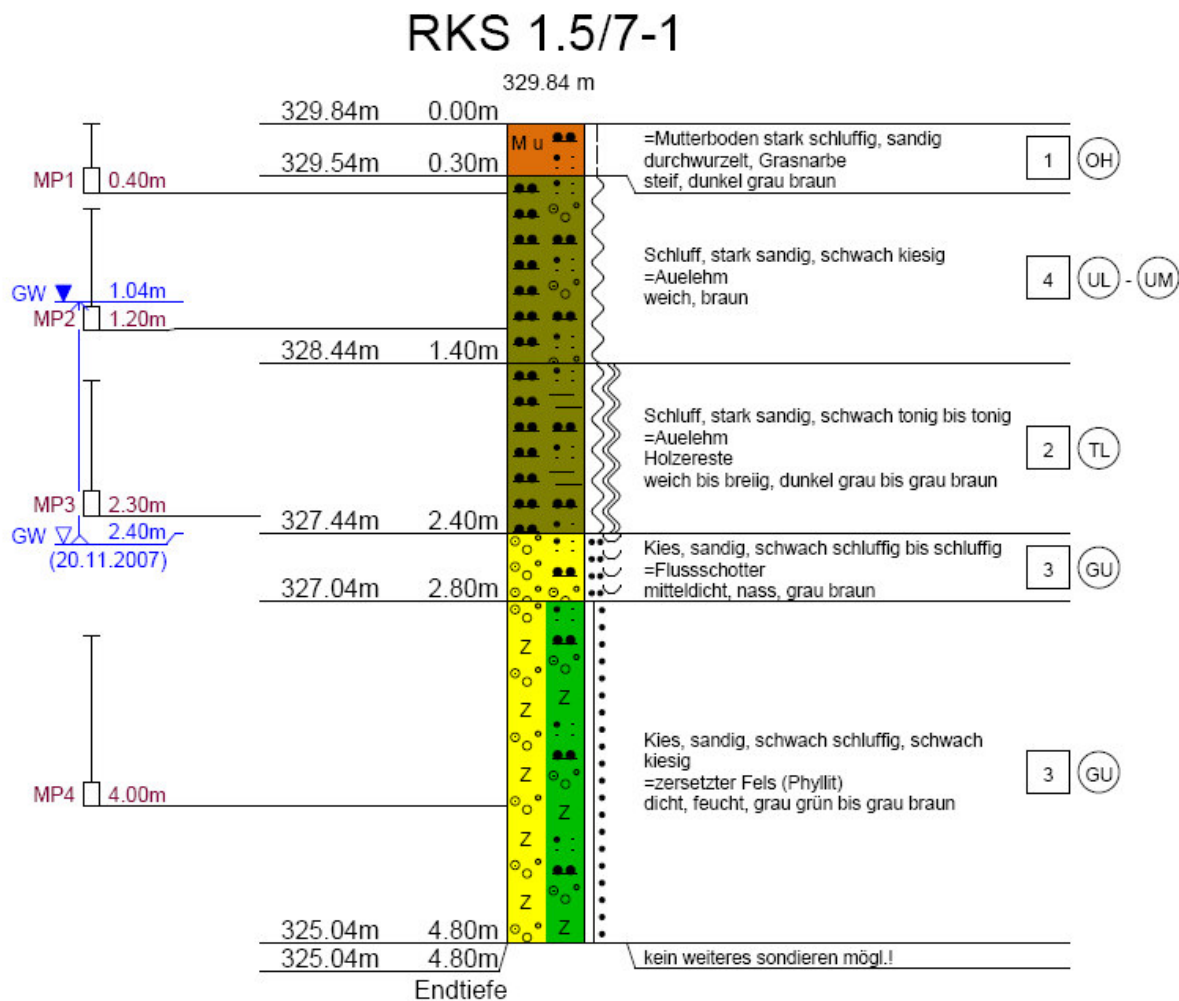 RKS 1.5/7-1
329.84 m
329.84m 0.00m
Mu
=Mutterboden stark schluffig, sandig
durchwurzelt, Grasnarbe
steif, dunkel grau braun
1 OH
329.54m 0.30m
MP1 0.40m
Schluff, stark sandig, schwach kiesig
=Auelehm
weich, braun
4 UL - UM
GW 1.04m
MP2 1.20m
328.44m 1.40m
Schluff, stark sandig, schwach tonig bis tonig
=Auelehm
Holzereste
weich bis breiig, dunkel grau bis grau braun
2 TL
MP3 2.30m
327.44m 2.40m
GW 2.40m
(20.11.2007)
Kies, sandig, schwach schluffig bis schluffig
=Flussschotter
mitteldicht, nass, grau braun
3 GU
327.04m 2.80m
Z
Z
Z
Z
Z
Kies, sandig, schwach schluffig, schwach
kiesig
=zersetzter Fels (Phyllit)
dicht, feucht, grau grün bis grau braun
3 GU
MP4 4.00m
Z
Z
Z
325.04m 4.80m
325.04m 4.80m
kein weiteres sondieren mögl.!
Endtiefe